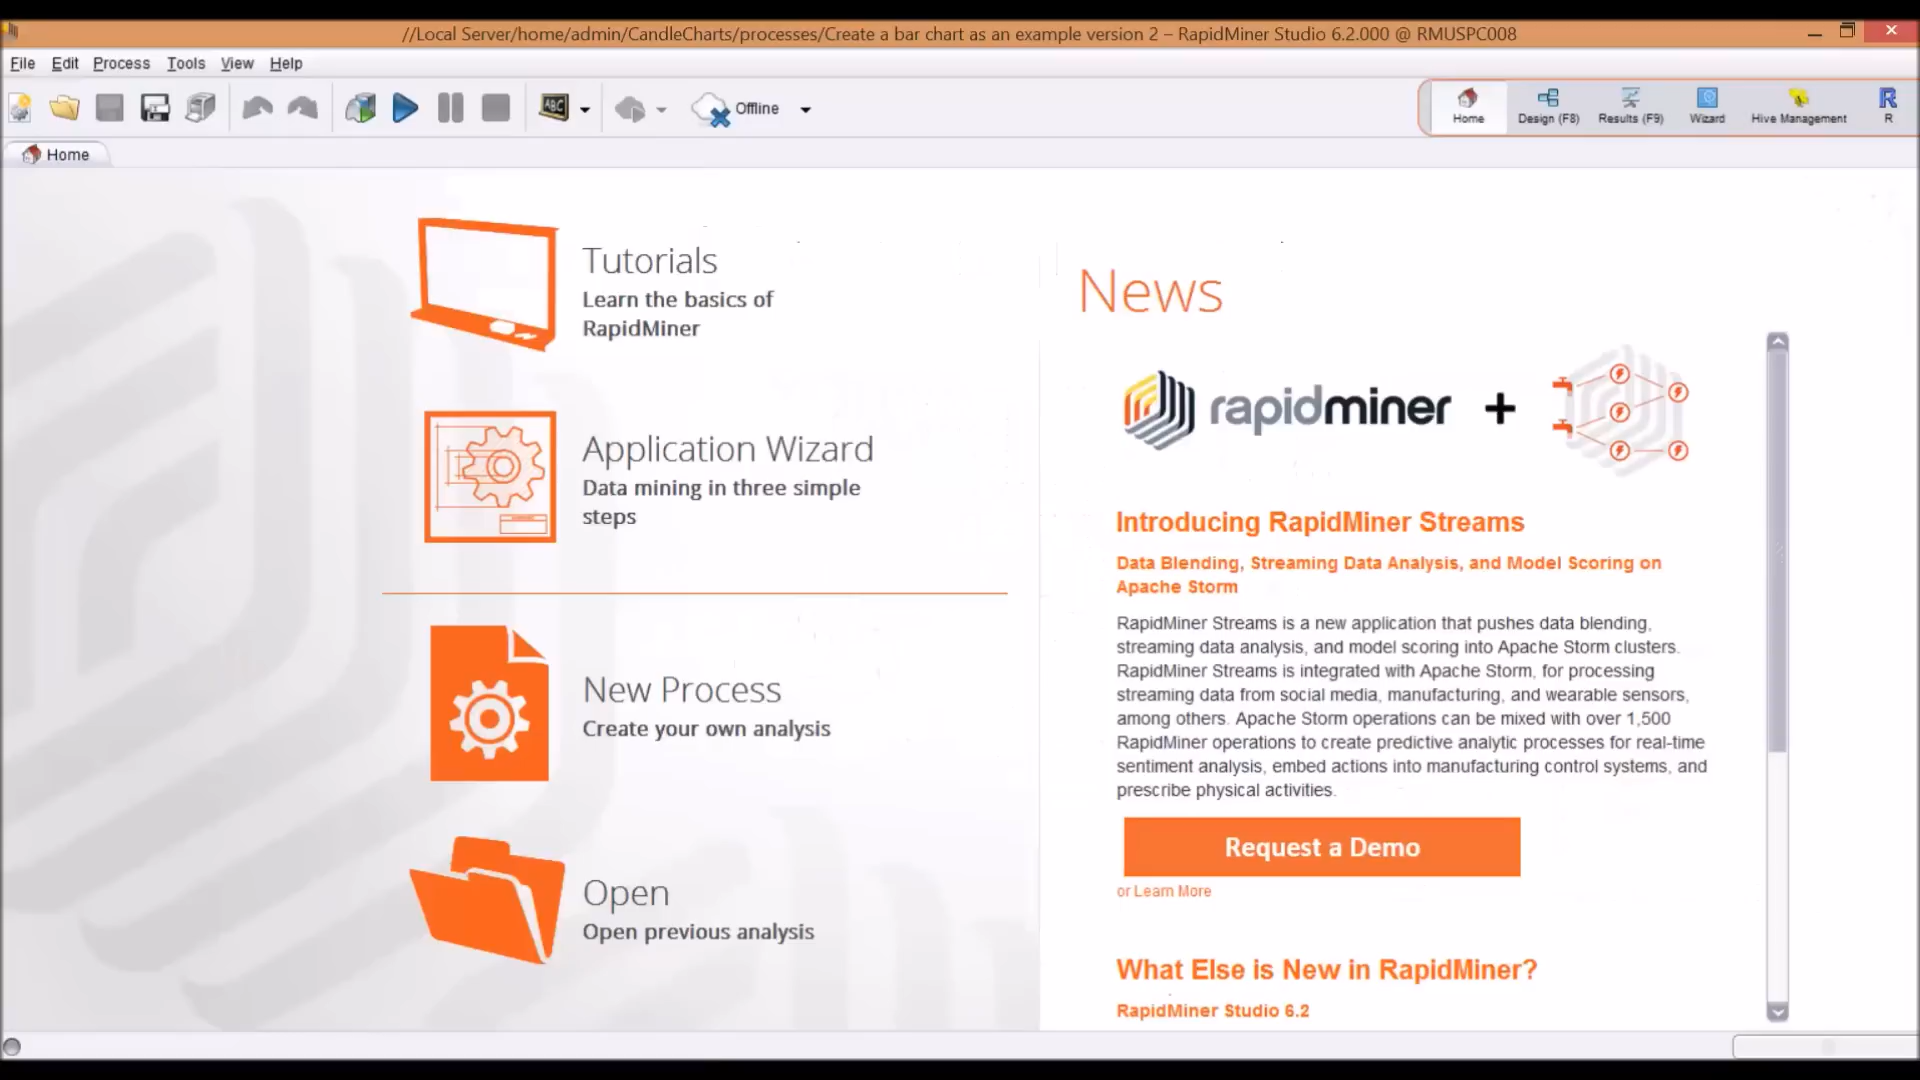 //Local Server/home/admin/CandleCharts/processes/Create a bar chart as an example version 2 – RapidMiner Studio 6.2.000 @ RMUSPC008
File Edit Process Tools View Help
ABC
Offline
Home
Design (F8)
Results (F9)
Wizard
Hive Management
R
Home
Tutorials
Learn the basics of
RapidMiner
Application Wizard
Data mining in three simple
steps
New Process
Create your own analysis
Open
Open previous analysis
News
rapidminer +
Introducing RapidMiner Streams
Data Blending, Streaming Data Analysis, and Model Scoring on
Apache Storm
RapidMiner Streams is a new application that pushes data blending,
streaming data analysis, and model scoring into Apache Storm clusters.
RapidMiner Streams is integrated with Apache Storm, for processing
streaming data from social media, manufacturing, and wearable sensors,
among others. Apache Storm operations can be mixed with over 1,500
RapidMiner operations to create predictive analytic processes for real-time
sentiment analysis, embed actions into manufacturing control systems, and
prescribe physical activities.
Request a Demo
or Learn More
What Else is New in RapidMiner?
RapidMiner Studio 6.2